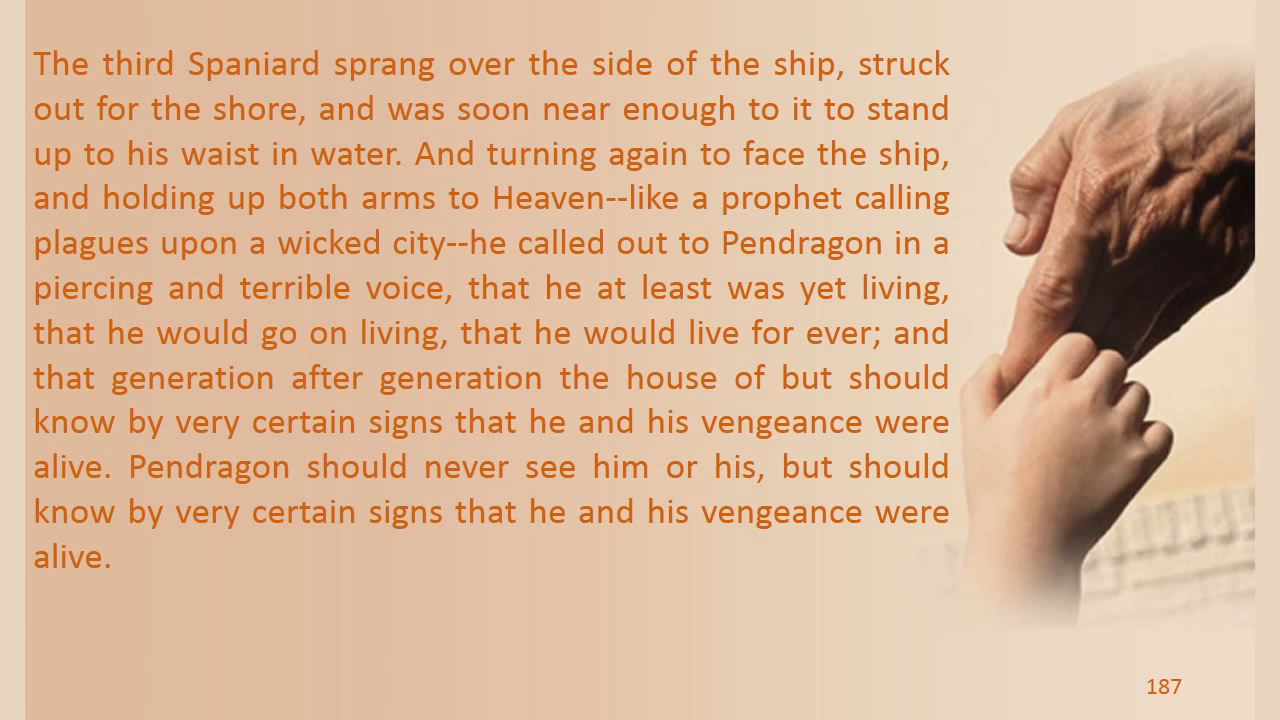 The third Spaniard sprang over the side of the ship, struck
out for the shore, and was soon near enough to it to stand
up to his waist in water. And turning again to face the ship,
and holding up both arms to Heaven--like a prophet calling
plagues upon a wicked city--he called out to Pendragon in a
piercing and terrible voice, that he at least was yet living,
that he would go on living, that he would live for ever; and
that generation after generation the house of but should
know by very certain signs that he and his vengeance were
alive. Pendragon should never see him or his, but should
know by very certain signs that he and his vengeance were
alive.
187